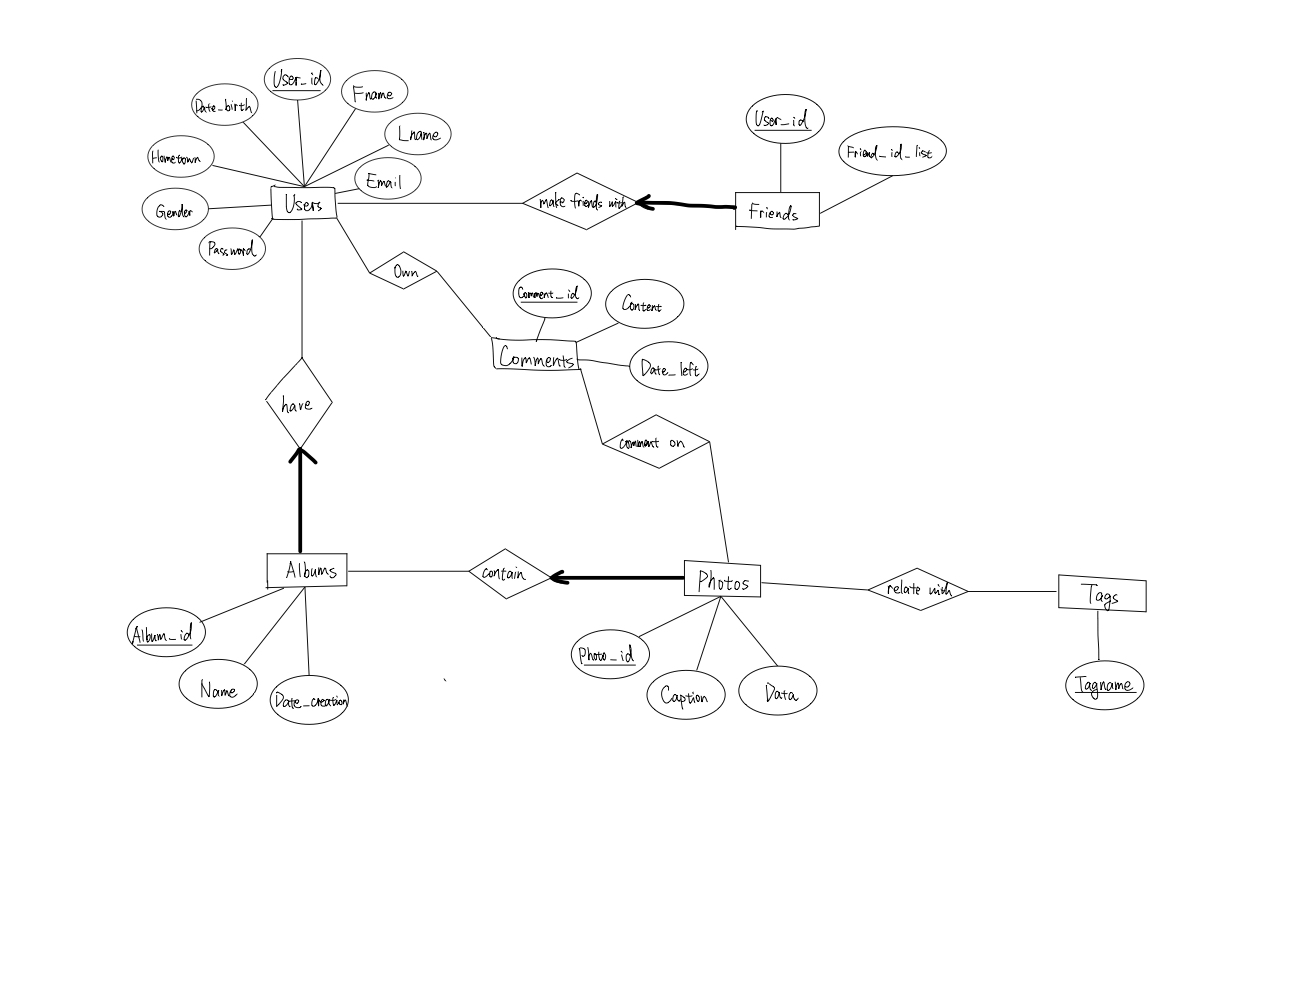 User_id
Fname
Date_birth
Lname
Hometown
Email
Users
Gender
Password
make friends with
User_id
Friend_id_list
Friends
Own
Comment_id
Content
Comments
Date_left
have
comment on
Albums
contain
Photos
relate with
Tags
Album_id
Name
Date_creation
Photo_id
Caption
Data
Tagname